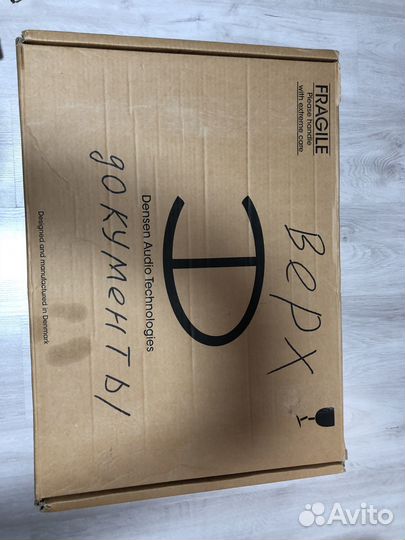 FRAGILE
Please handle
with extreme care
Верх
Densen Audio Technologies
документы
Designed and manufactured in Denmark
Avito